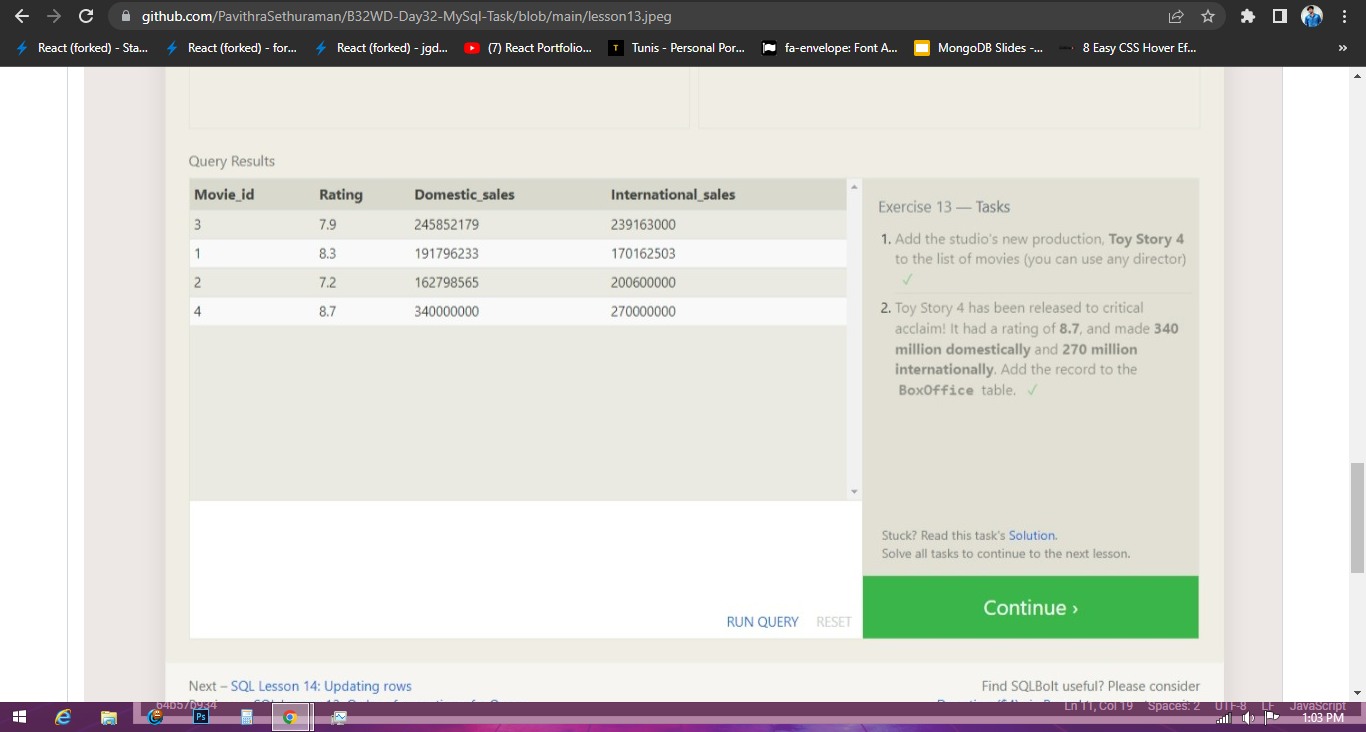 github.com/PavithraSethuraman/B32WD-Day32-MySql-Task/blob/main/lesson13.jpeg
React (forked) - Sta... React (forked) - for... React (forked) - jgd... (7) React Portfolio... T Tunis - Personal Por... fa-envelope: Font A... MongoDB Slides -... 8 Easy CSS Hover Ef... »
Query Results
Movie_id Rating Domestic_sales International_sales
3 7.9 245852179 239163000
1 8.3 191796233 170162503
2 7.2 162798565 200600000
4 8.7 340000000 270000000
Exercise 13 — Tasks
1. Add the studio's new production, Toy Story 4
to the list of movies (you can use any director)
✓
2. Toy Story 4 has been released to critical
acclaim! It had a rating of 8.7, and made 340
million domestically and 270 million
internationally. Add the record to the
BoxOffice table. ✓
Stuck? Read this task's Solution.
Solve all tasks to continue to the next lesson.
RUN QUERY RESET
Continue ›
Next – SQL Lesson 14: Updating rows
Find SQLBolt useful? Please consider
Ps
Ln 11, Col 19 Spaces: 2 UTF-8 LF JavaScript
1:03 PM